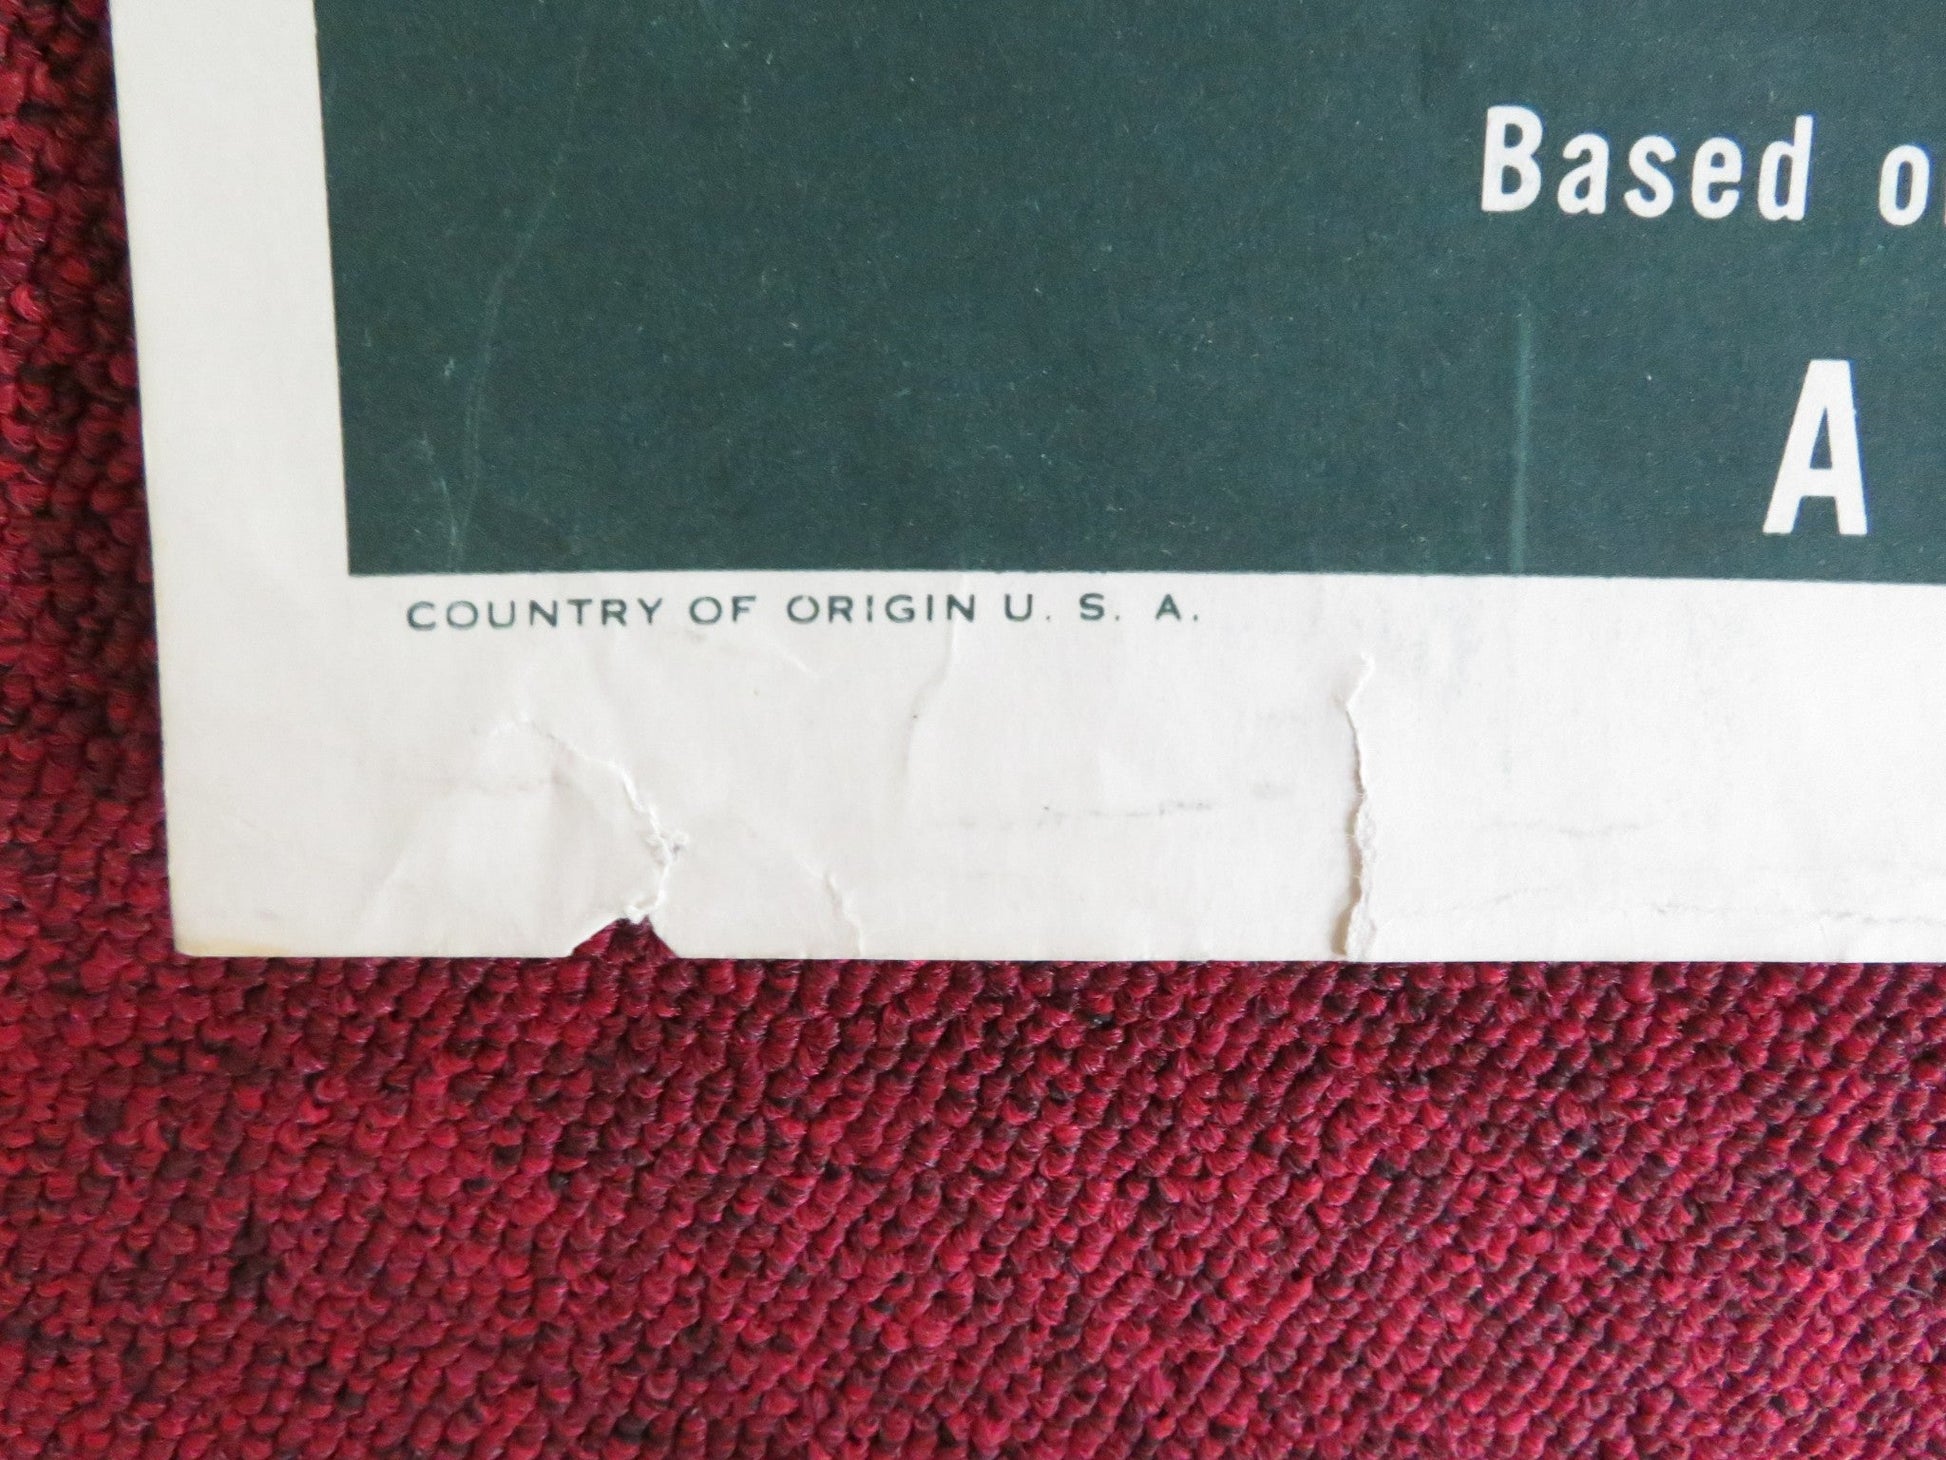 Based
A
COUNTRY OF ORIGIN U. S. A.